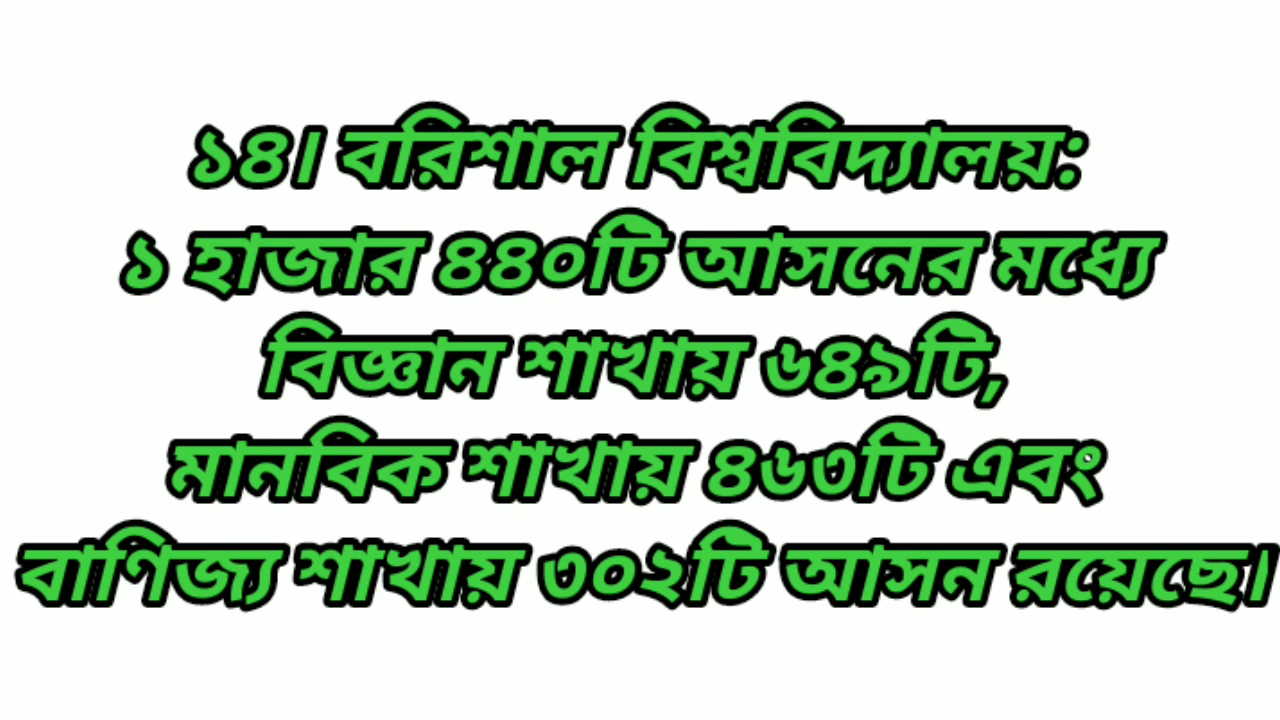 ১৪। বরিশাল বিশ্ববিদ্যালয়:
১ হাজার ৪৪০টি আসনের মধ্যে
বিজ্ঞান শাখায় ৬৪৯টি,
মানবিক শাখায় ৪৬৩টি এবং
বাণিজ্য শাখায় ৩০২টি আসন রয়েছে।